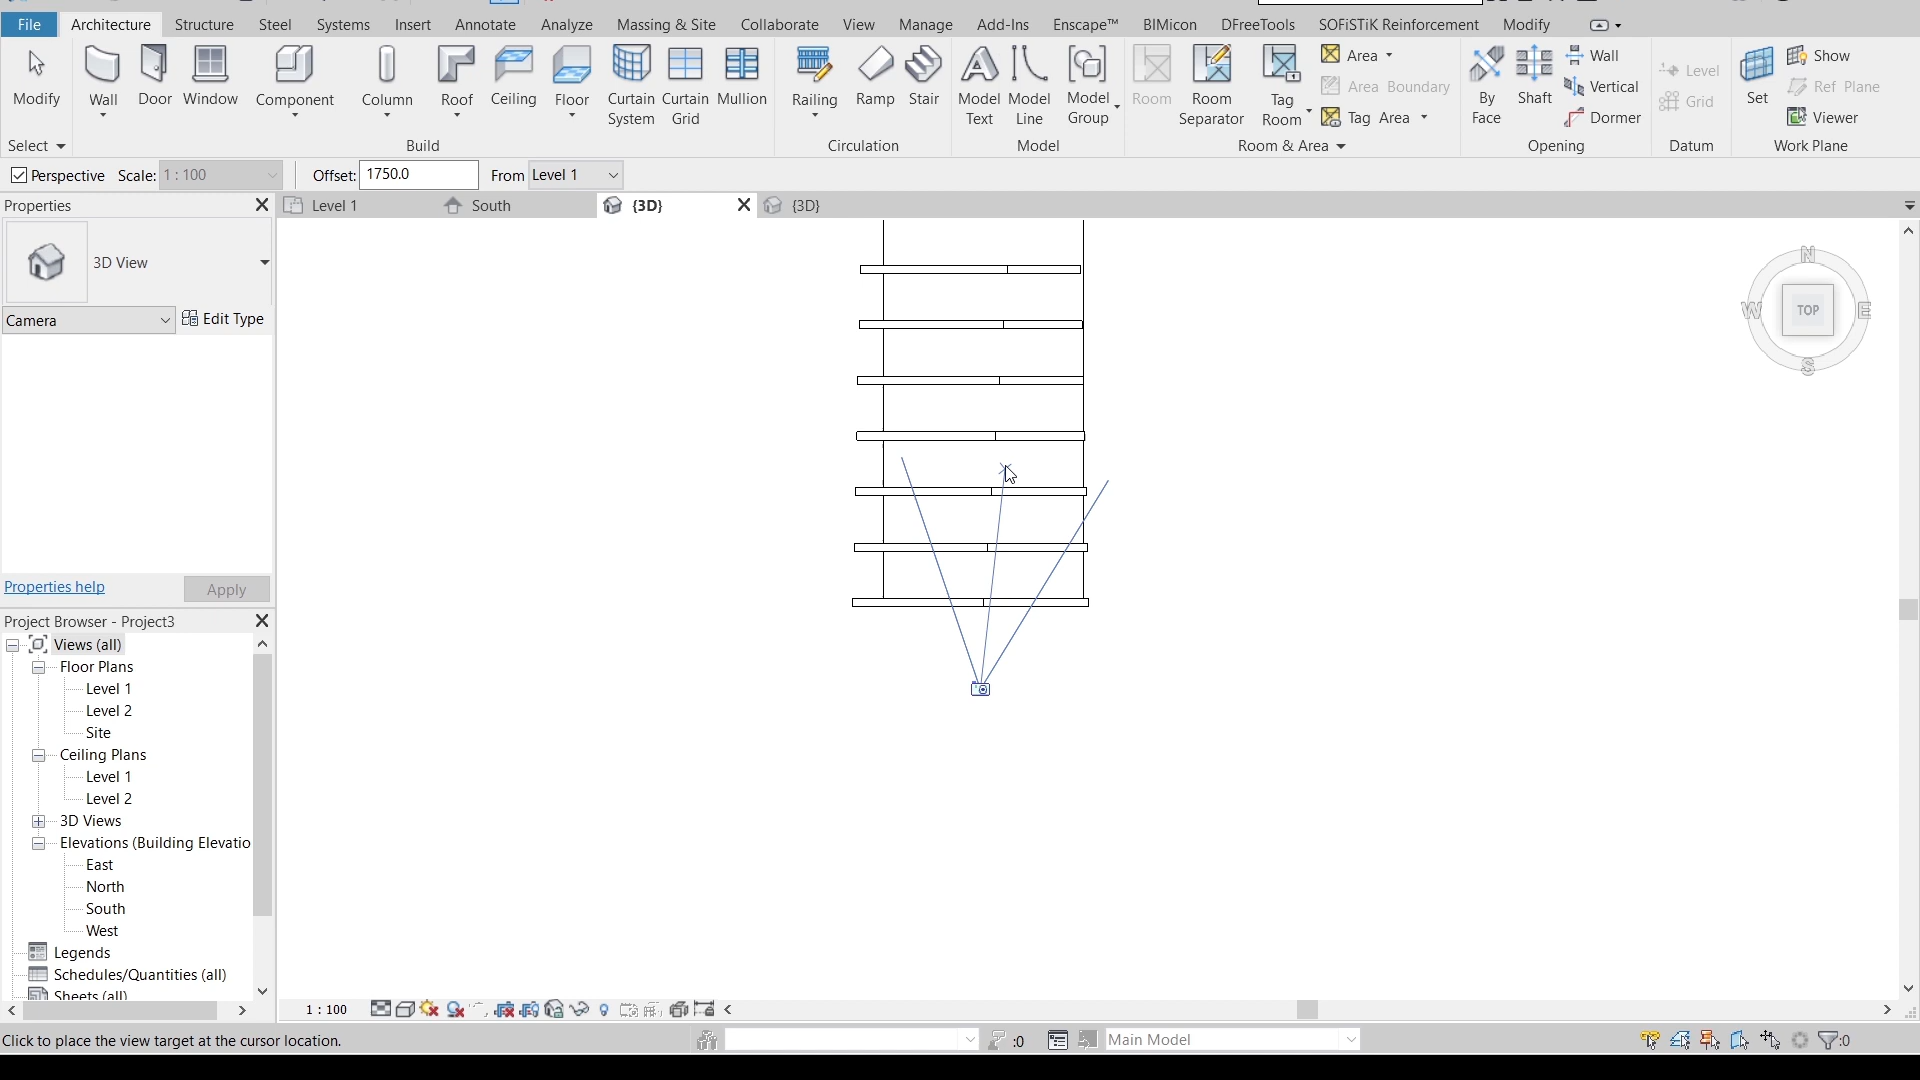 File Architecture Structure Steel Systems Insert Annotate Analyze Massing & Site Collaborate View Manage Add-Ins Enscape™ BIMicon DFreeTools SOFiSTiK Reinforcement Modify
Modify Wall Door Window Component Column Roof Ceiling Floor Curtain System Curtain Grid Mullion Railing Ramp Stair Model Text Model Line Model Group Room Room Separator Tag Room Area By Face Shaft Wall Level Set Show
Area Boundary Vertical Grid Ref Plane
Tag Area Dormer Viewer
Select Build Circulation Model Room & Area Opening Datum Work Plane
Perspective Scale: 1 : 100 Offset: 1750.0 From Level 1
Properties
Level 1 South {3D} {3D}
3D View
Camera Edit Type
N
W TOP E
S
Properties help Apply
Project Browser - Project3
Views (all)
Floor Plans
Level 1
Level 2
Site
Ceiling Plans
Level 1
Level 2
3D Views
Elevations (Building Elevatio
East
North
South
West
Legends
Schedules/Quantities (all)
Sheets (all)
1 : 100
Click to place the view target at the cursor location.
:0 Main Model :0